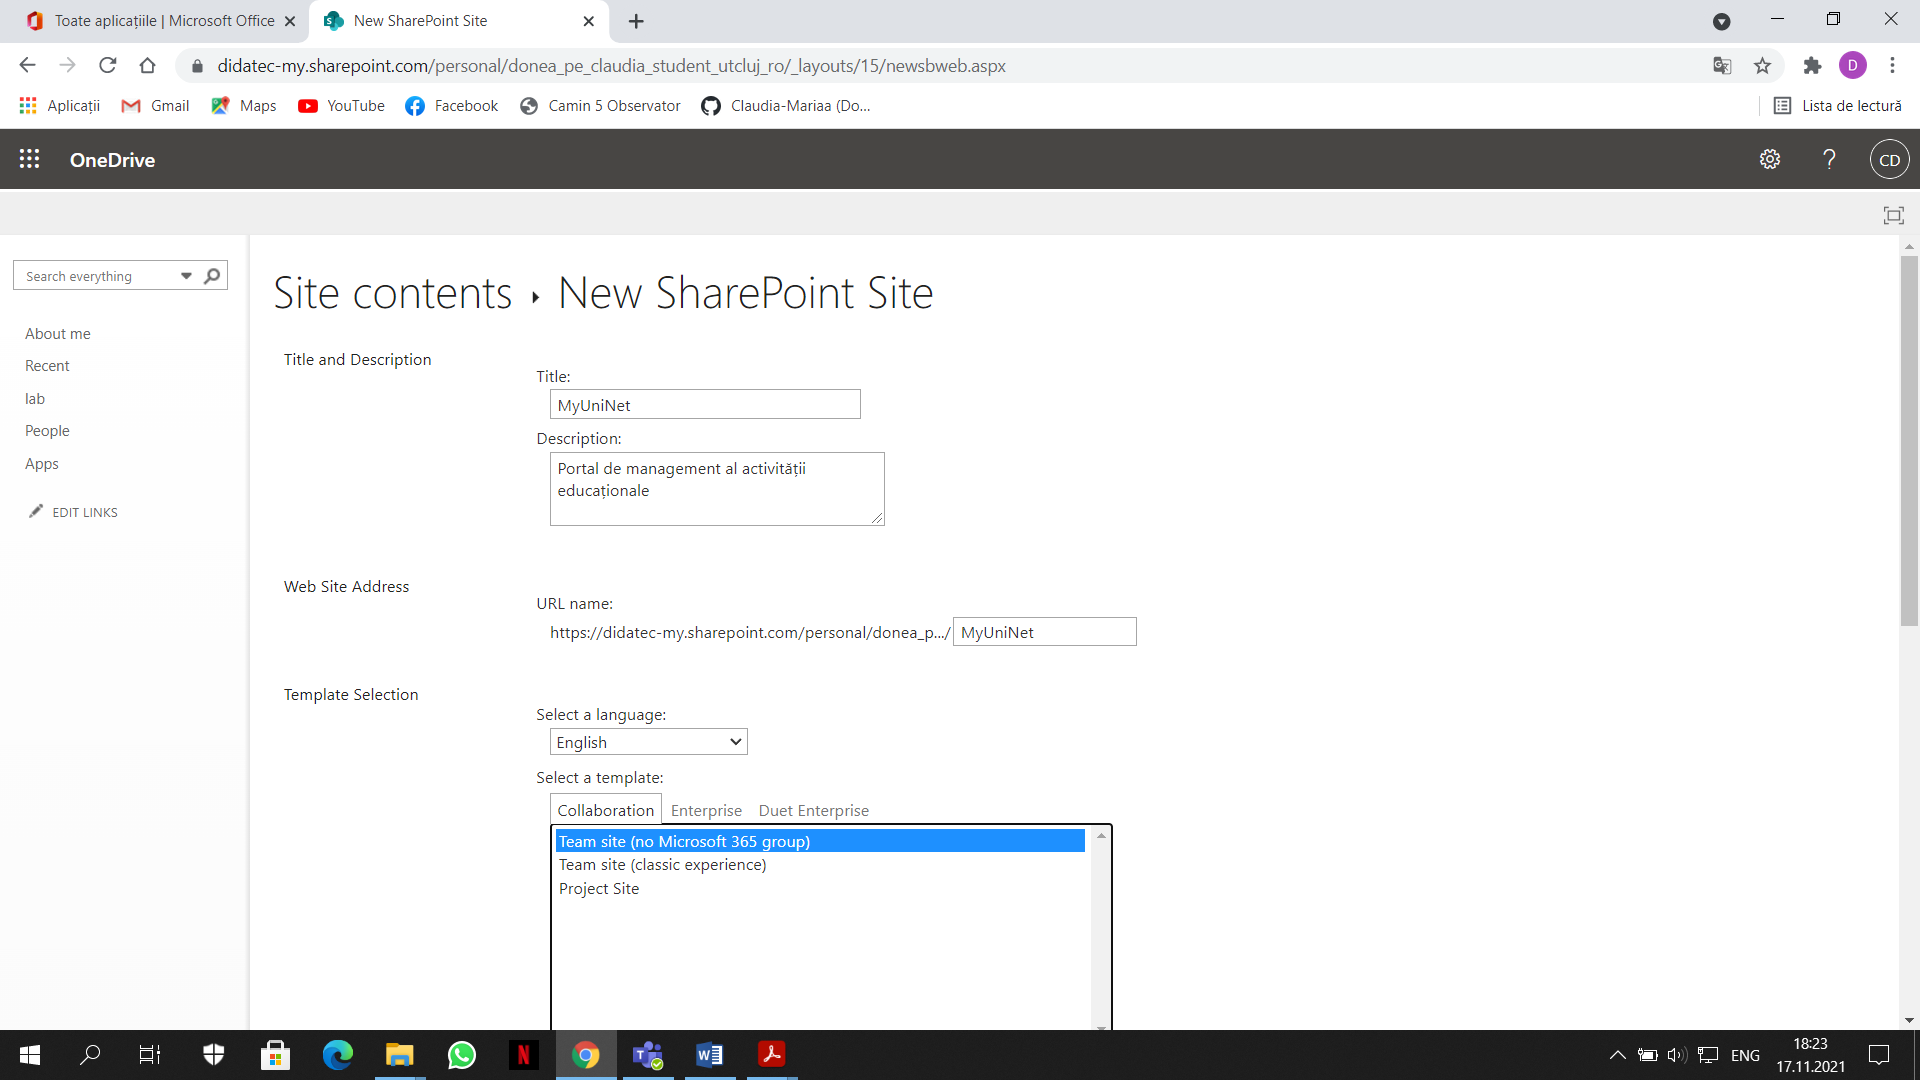 Toate aplicațiile | Microsoft Office
New SharePoint Site
didatec-my.sharepoint.com/personal/donea_pe_claudia_student_utcluj_ro/_layouts/15/newsbweb.aspx
D
Aplicații
Gmail
Maps
YouTube
Facebook
Camin 5 Observator
Claudia-Mariaa (Do...
Lista de lectură
OneDrive
?
CD
Search everything
About me
Recent
lab
People
Apps
EDIT LINKS
Site contents ▸ New SharePoint Site
Title and Description
Title:
MyUniNet
Description:
Portal de management al activității
educaționale
Web Site Address
URL name:
https://didatec-my.sharepoint.com/personal/donea_p.../
MyUniNet
Template Selection
Select a language:
English
Select a template:
Collaboration
Enterprise
Duet Enterprise
Team site (no Microsoft 365 group)
Team site (classic experience)
Project Site
ENG
18:23
17.11.2021